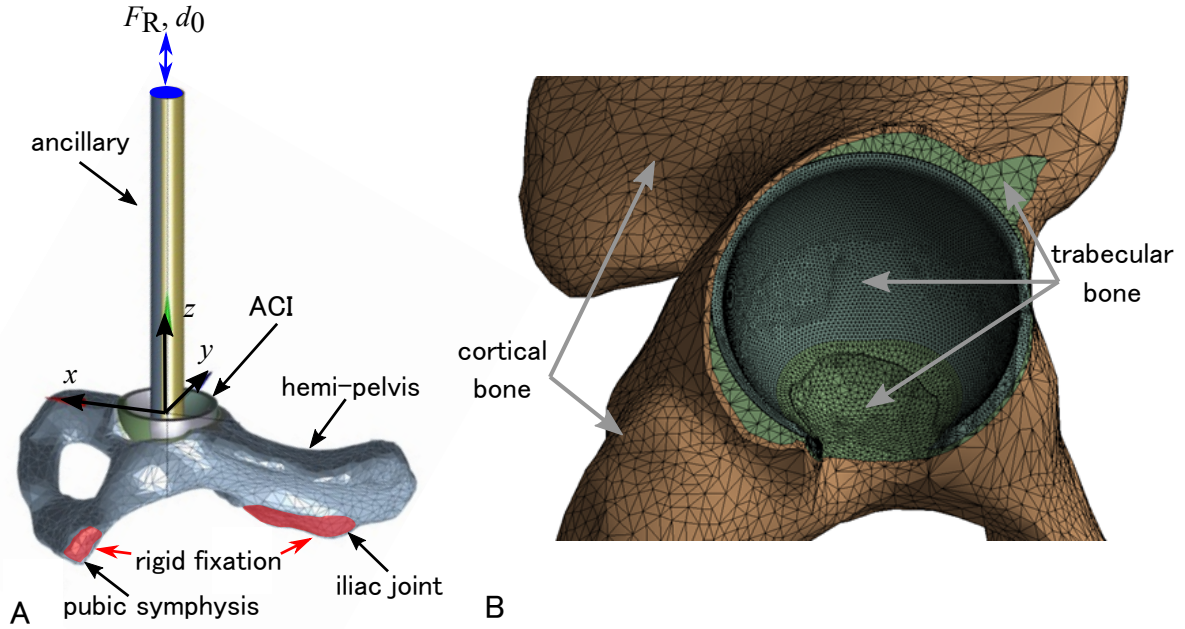 F_R, d_0
ancillary
z
ACI
y
x
hemi-pelvis
rigid fixation
iliac joint
pubic symphysis
A
trabecular
bone
cortical
bone
B